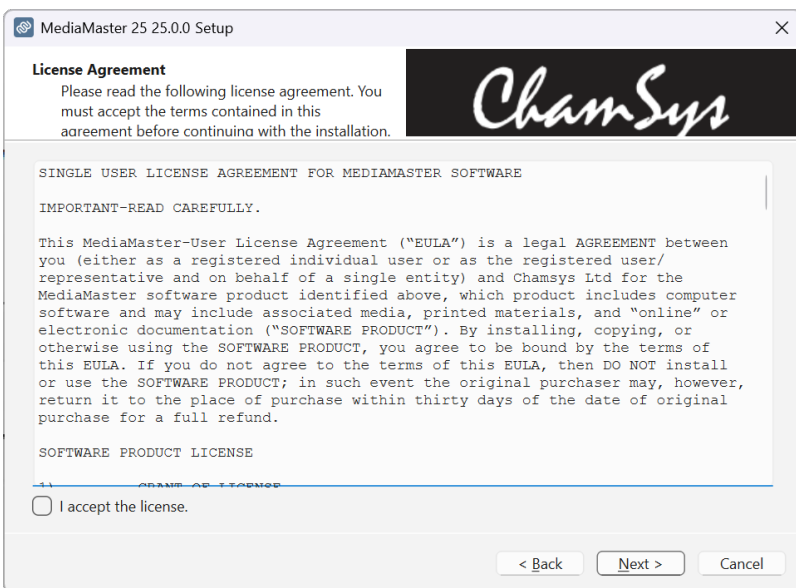 MediaMaster 25 25.0.0 Setup
License Agreement
Please read the following license agreement. You
must accept the terms contained in this
agreement before continuing with the installation.
ChamSys
SINGLE USER LICENSE AGREEMENT FOR MEDIAMASTER SOFTWARE
IMPORTANT-READ CAREFULLY.
This MediaMaster-User License Agreement (“EULA”) is a legal AGREEMENT between
you (either as a registered individual user or as the registered user/
representative and on behalf of a single entity) and Chamsys Ltd for the
MediaMaster software product identified above, which product includes computer
software and may include associated media, printed materials, and “online” or
electronic documentation (“SOFTWARE PRODUCT”). By installing, copying, or
otherwise using the SOFTWARE PRODUCT, you agree to be bound by the terms of
this EULA. If you do not agree to the terms of this EULA, then DO NOT install
or use the SOFTWARE PRODUCT; in such event the original purchaser may, however,
return it to the place of purchase within thirty days of the date of original
purchase for a full refund.
SOFTWARE PRODUCT LICENSE
1) GRANT OF LICENSE
I accept the license.
< Back
Next >
Cancel